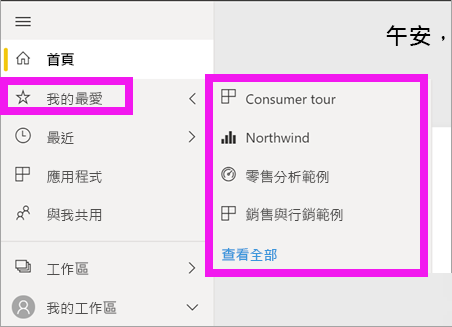 午安，
首頁
我的最愛
Consumer tour
Northwind
零售分析範例
銷售與行銷範例
查看全部
最近
應用程式
與我共用
工作區
我的工作區